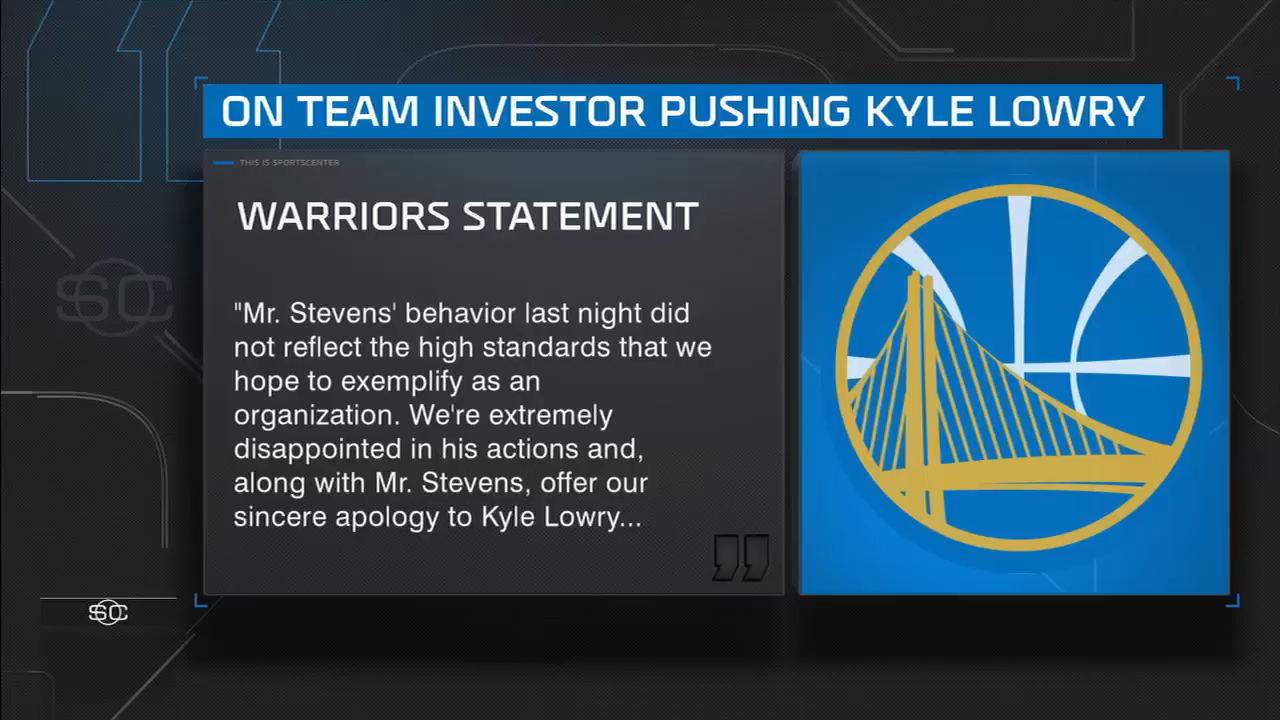 ON TEAM INVESTOR PUSHING KYLE LOWRY
THIS IS SPORTSCENTER
WARRIORS STATEMENT
"Mr. Stevens' behavior last night did
not reflect the high standards that we
hope to exemplify as an
organization. We're extremely
disappointed in his actions and,
along with Mr. Stevens, offer our
sincere apology to Kyle Lowry...
SC
SC